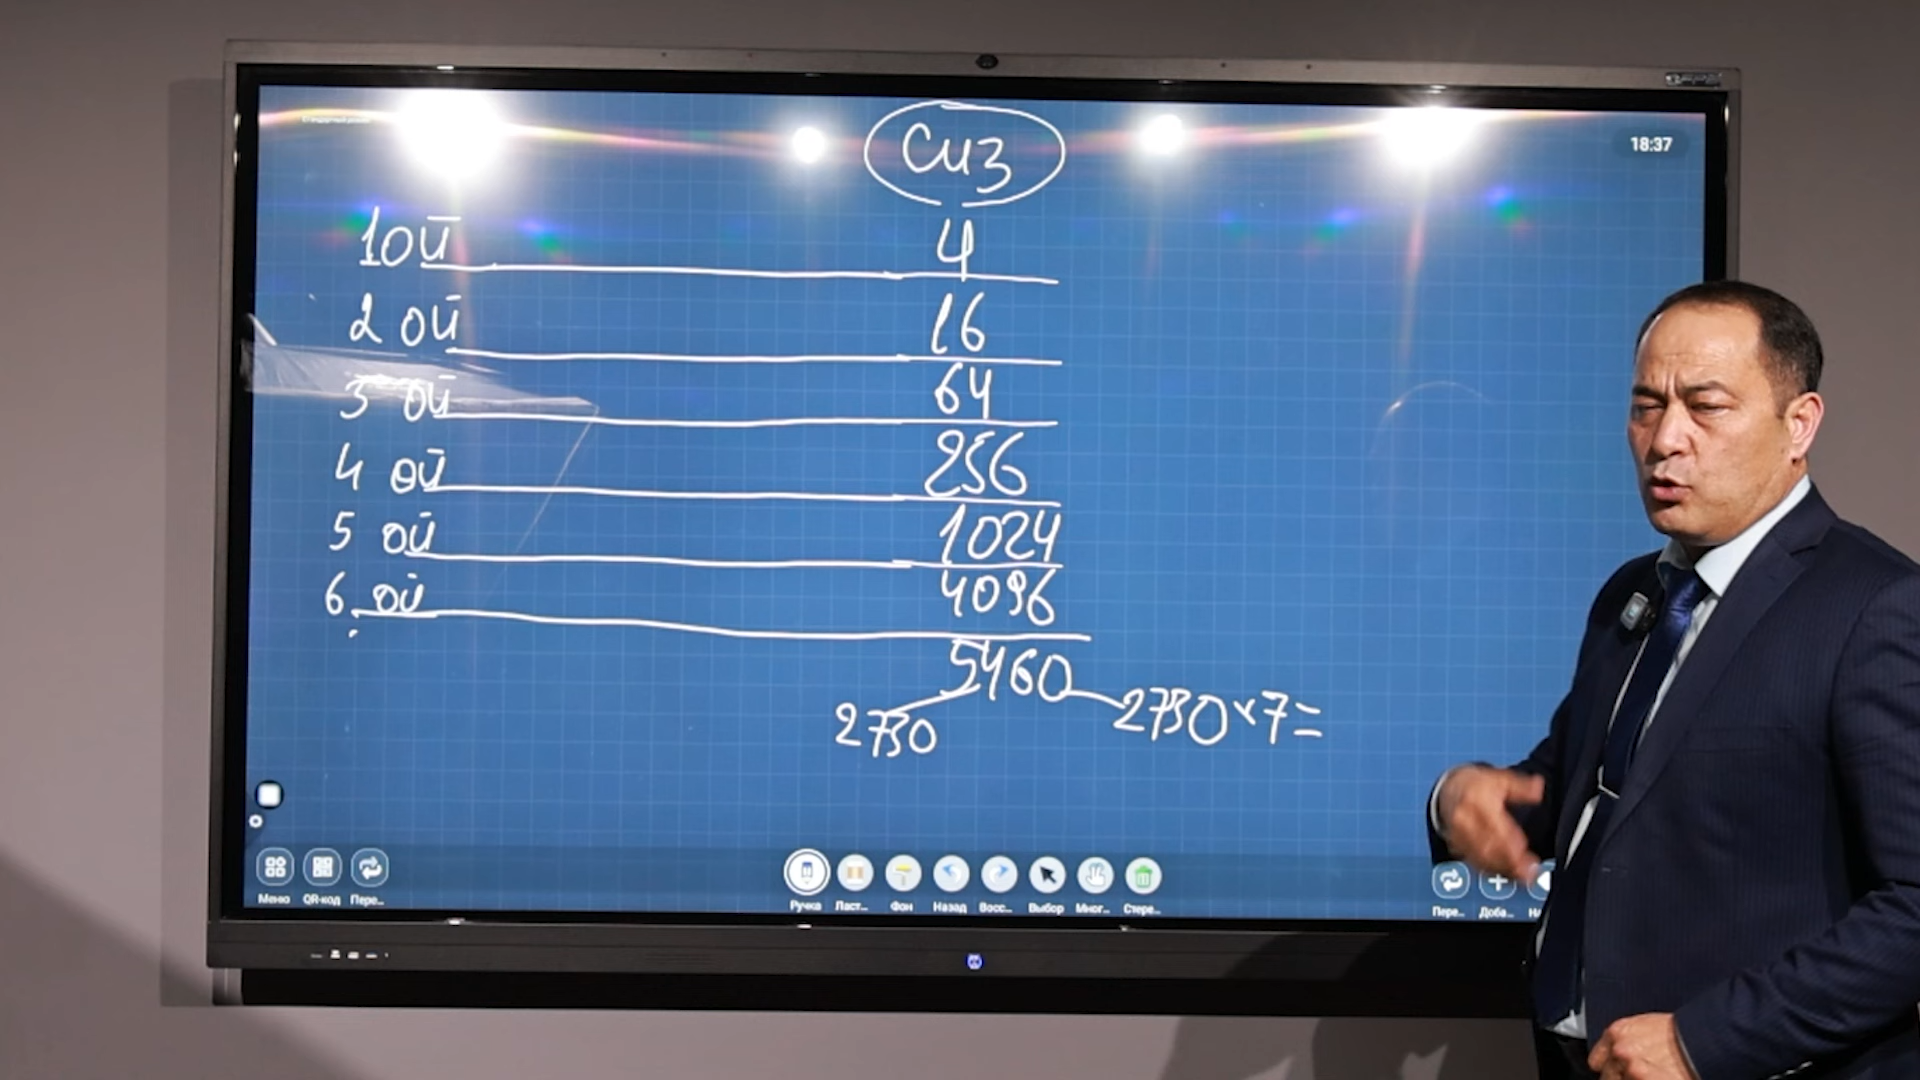 18:37
Сиз
1 ой 4
2 ой 16
3 ой 64
4 ой 256
5 ой 1024
6 ой 4096
5460
2730 2730×7=
Меню QR-код Пере... Ручка Ласт... Фон Назад Восс... Выбор Мног... Стере... Пере... Доба...